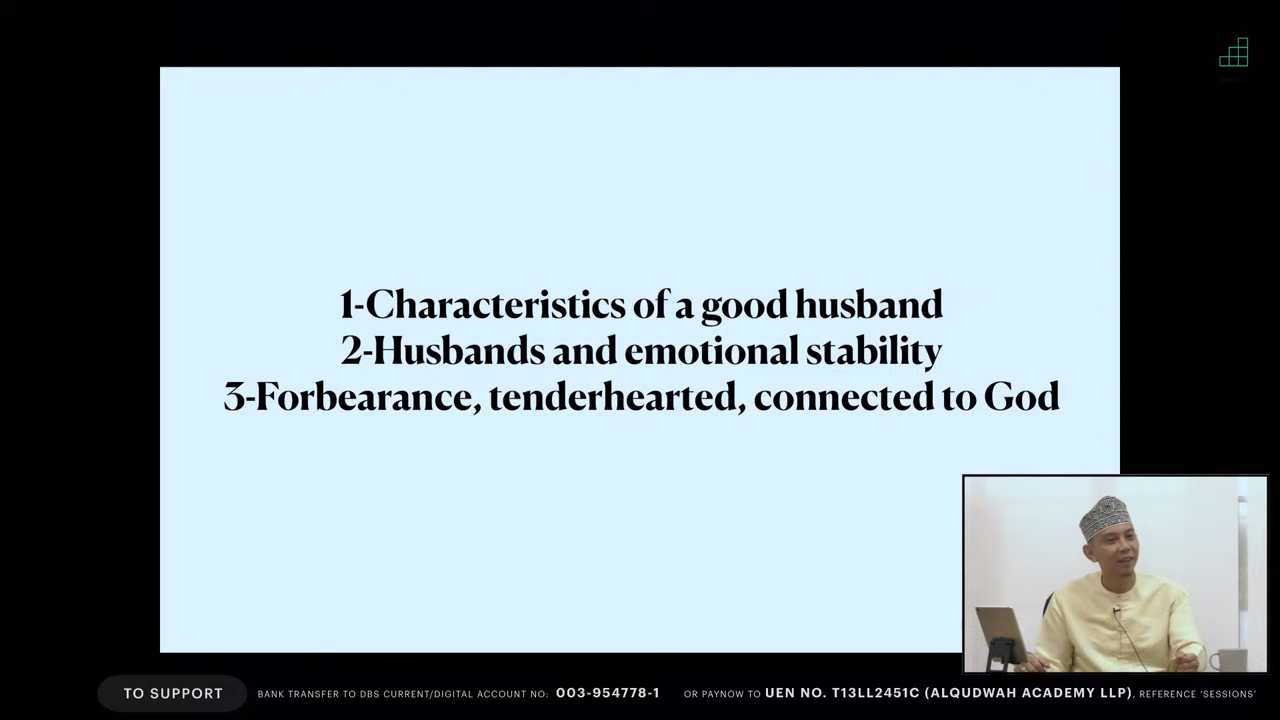 1-Characteristics of a good husband
2-Husbands and emotional stability
3-Forbearance, tenderhearted, connected to God
TO SUPPORT
BANK TRANSFER TO DBS CURRENT/DIGITAL ACCOUNT NO: 003-954778-1 OR PAYNOW TO UEN NO. T13LL2451C (ALQUDWAH ACADEMY LLP), REFERENCE 'SESSIONS'